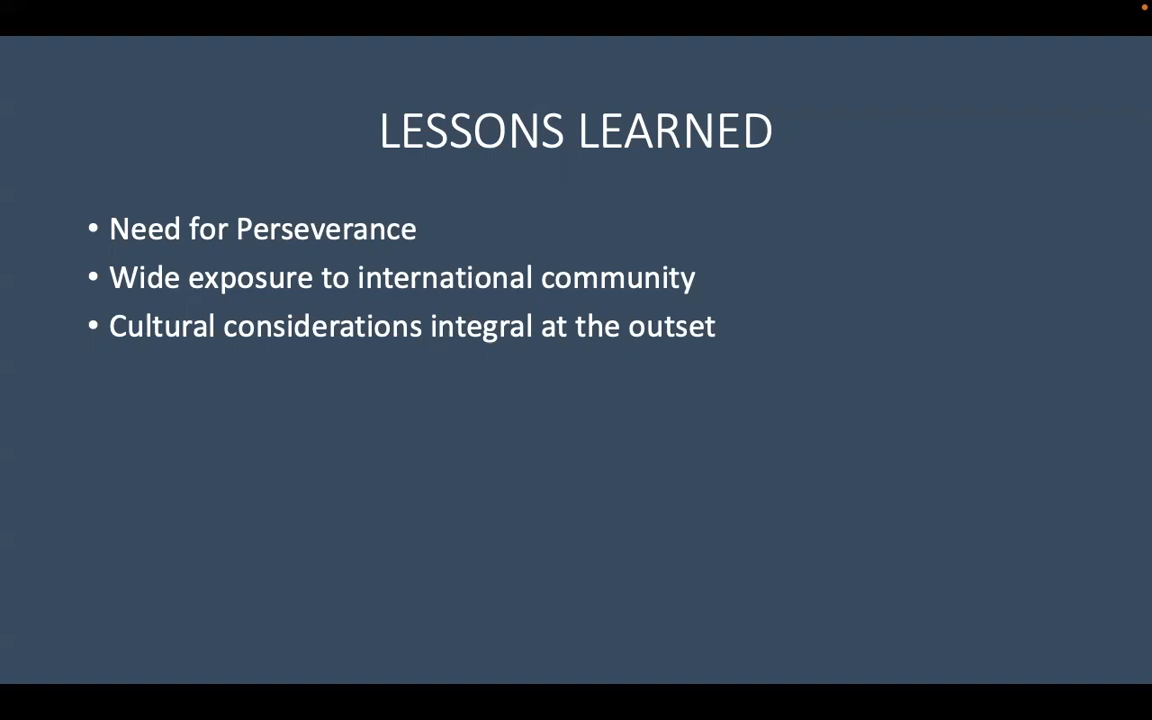 LESSONS LEARNED
• Need for Perseverance
• Wide exposure to international community
• Cultural considerations integral at the outset